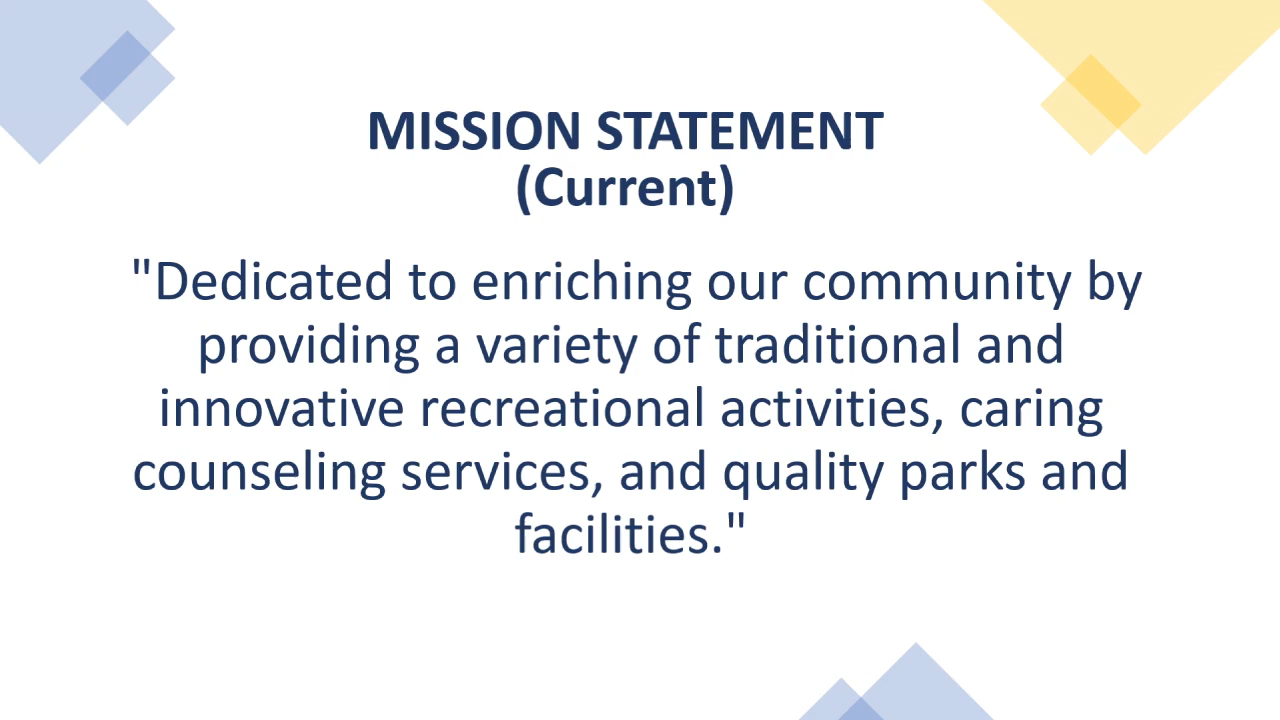 MISSION STATEMENT
(Current)
"Dedicated to enriching our community by
providing a variety of traditional and
innovative recreational activities, caring
counseling services, and quality parks and
facilities."